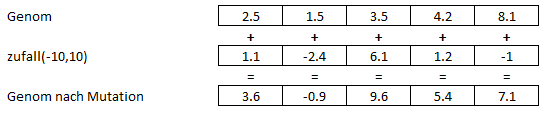 Genom 2.5 1.5 3.5 4.2 8.1
+ + + + +
zufall(-10,10) 1.1 -2.4 6.1 1.2 -1
= = = = =
Genom nach Mutation 3.6 -0.9 9.6 5.4 7.1